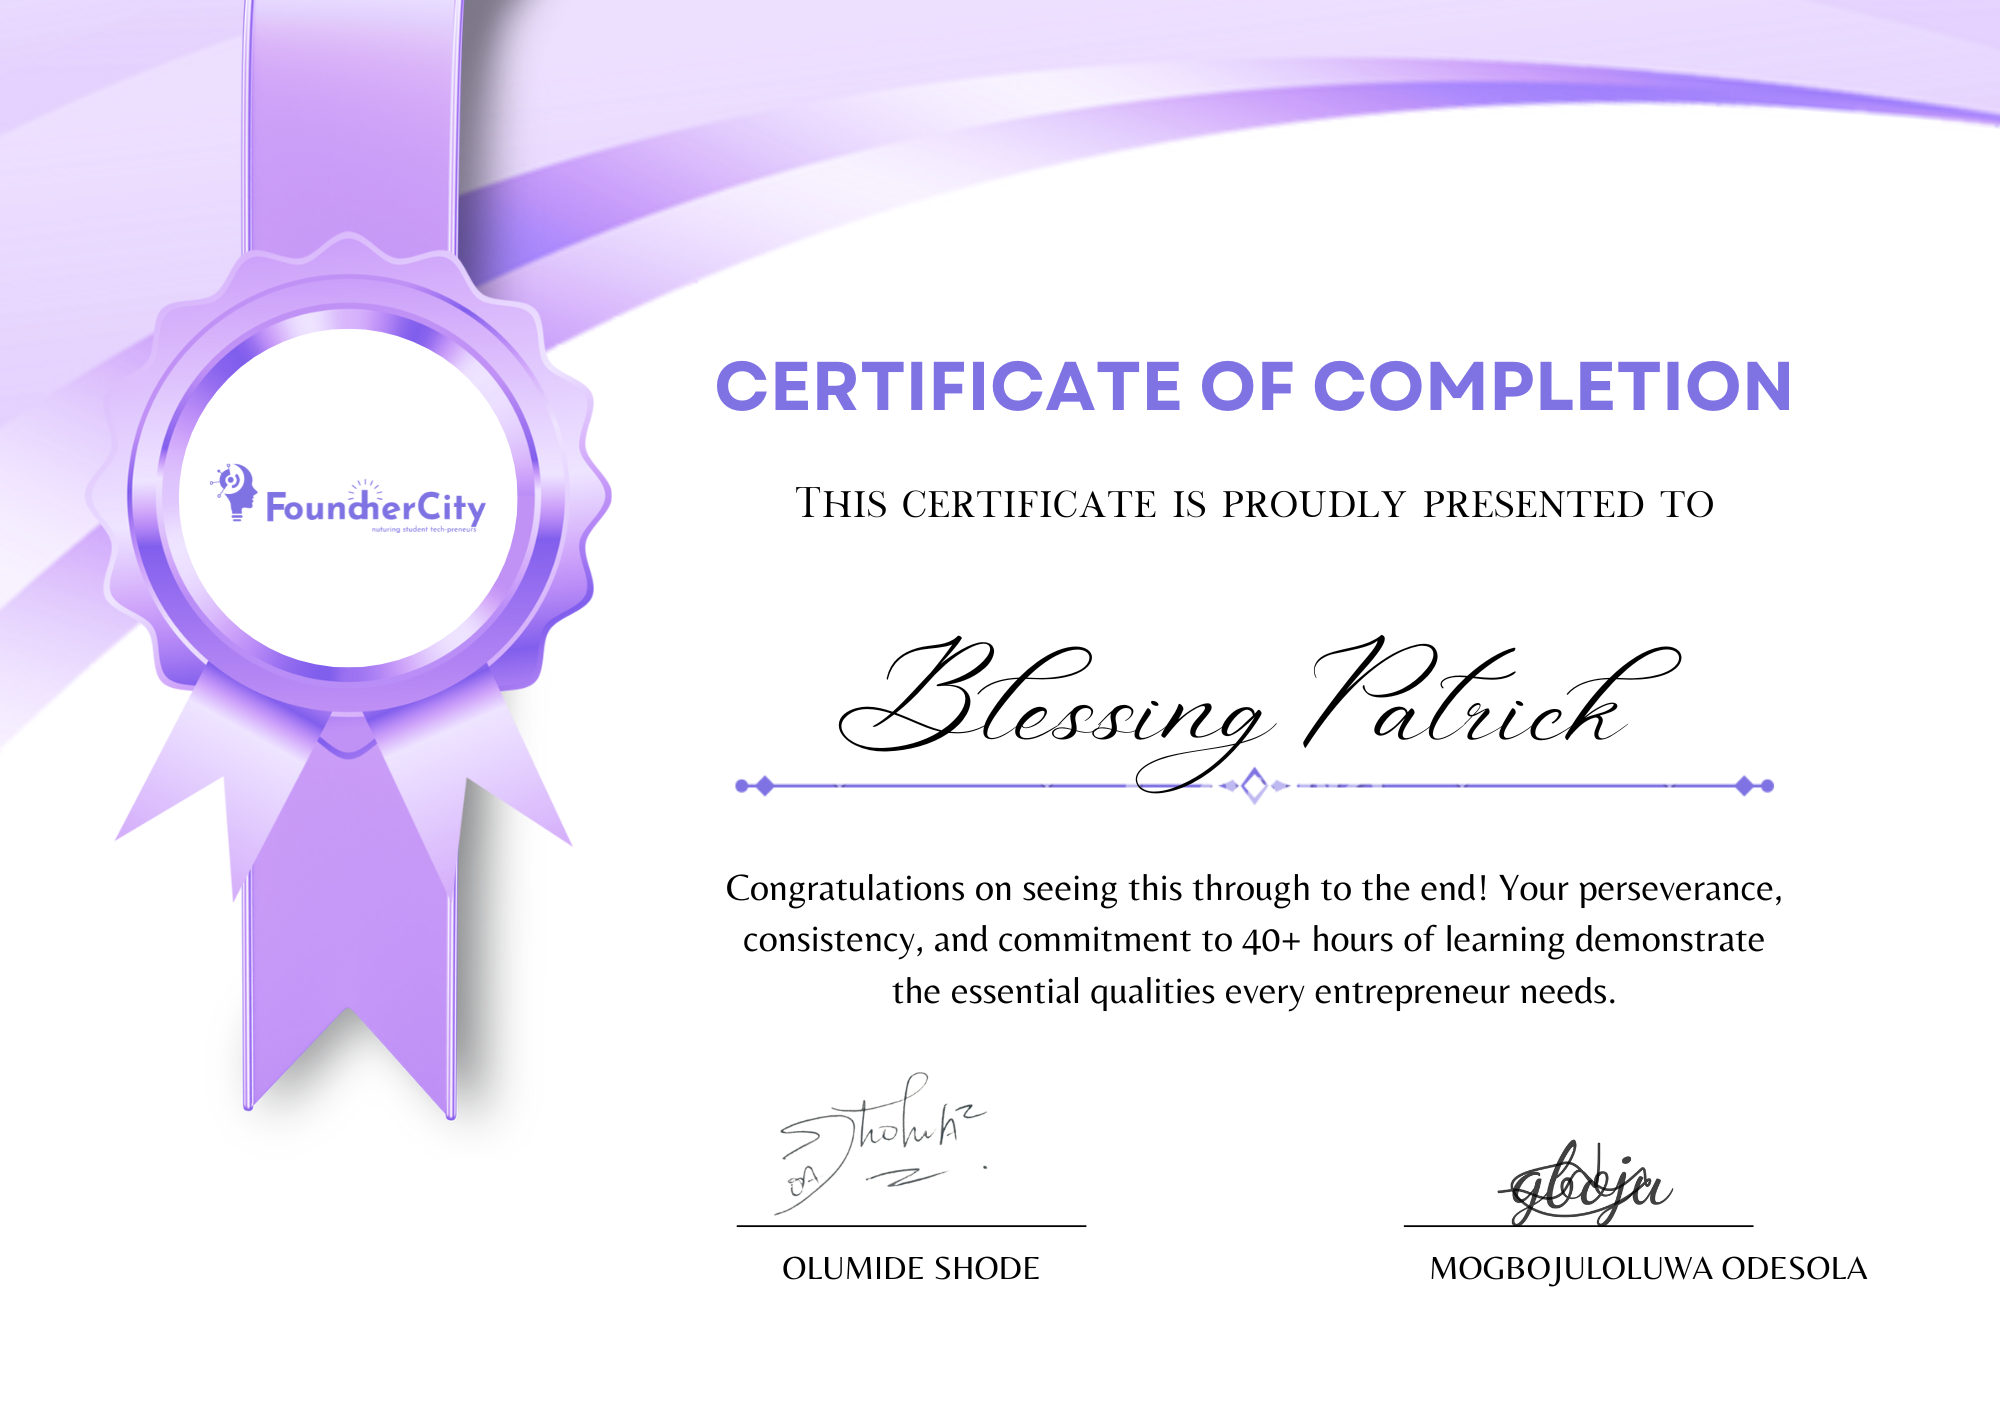 FoundherCity
nuturing student tech-preneurs
CERTIFICATE OF COMPLETION
THIS CERTIFICATE IS PROUDLY PRESENTED TO
Blessing Patrick
Congratulations on seeing this through to the end! Your perseverance,
consistency, and commitment to 40+ hours of learning demonstrate
the essential qualities every entrepreneur needs.
gboju
OLUMIDE SHODE
MOGBOJULOLUWA ODESOLA